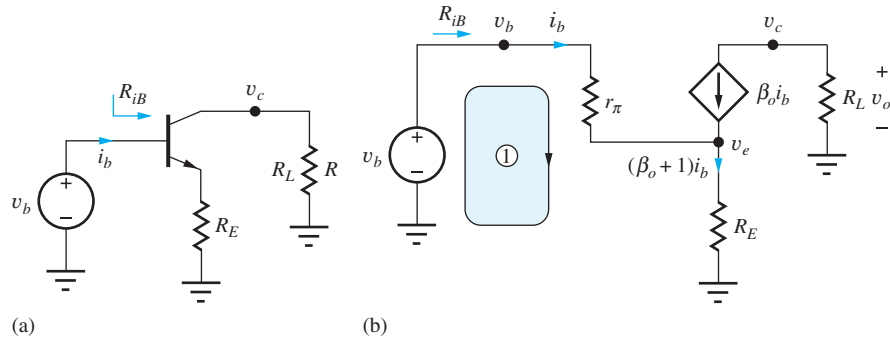 R_iB
v_c
i_b
+
−
v_b
R_L R
R_E
(a)
R_iB
v_b
i_b
v_c
r_π
β_o i_b
R_L
+
v_o
−
+
−
v_b
1
v_e
(β_o + 1)i_b
R_E
(b)